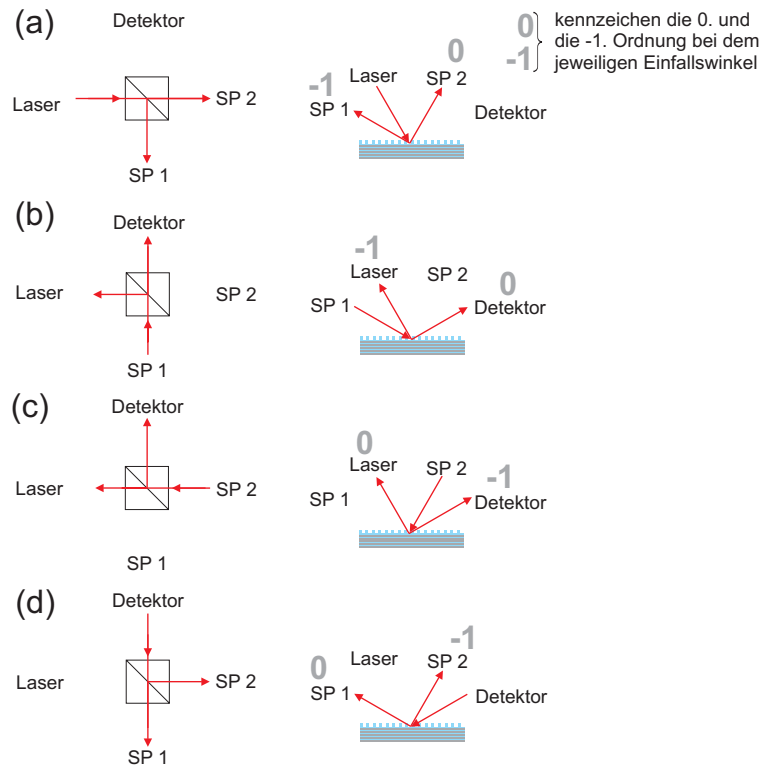 (a)
Detektor
Laser
SP 2
SP 1
-1
SP 1
Laser
0
SP 2
Detektor
0
-1
kennzeichen die 0. und
die -1. Ordnung bei dem
jeweiligen Einfallswinkel
(b)
Detektor
Laser
SP 2
SP 1
-1
Laser
SP 2
0
SP 1
Detektor
(c)
Detektor
Laser
SP 2
SP 1
0
Laser
SP 2
-1
SP 1
Detektor
(d)
Detektor
Laser
SP 2
SP 1
0
SP 1
Laser
-1
SP 2
Detektor